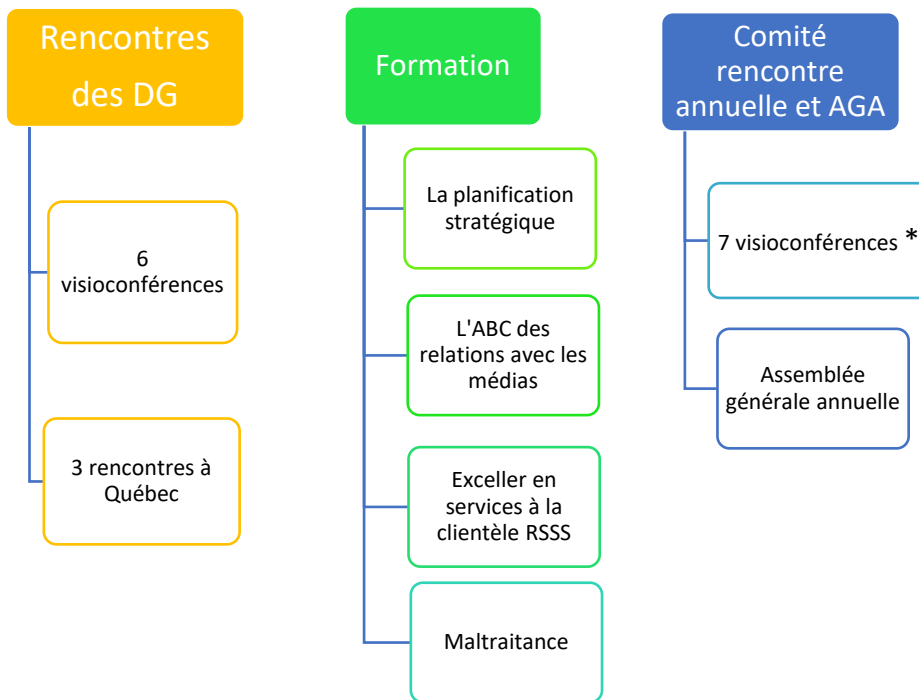 Rencontres
des DG
6
visioconférences
3 rencontres à
Québec
Formation
La planification
stratégique
L'ABC des
relations avec les
médias
Exceller en
services à la
clientèle RSSS
Maltraitance
Comité
rencontre
annuelle et AGA
7 visioconférences *
Assemblée
générale annuelle